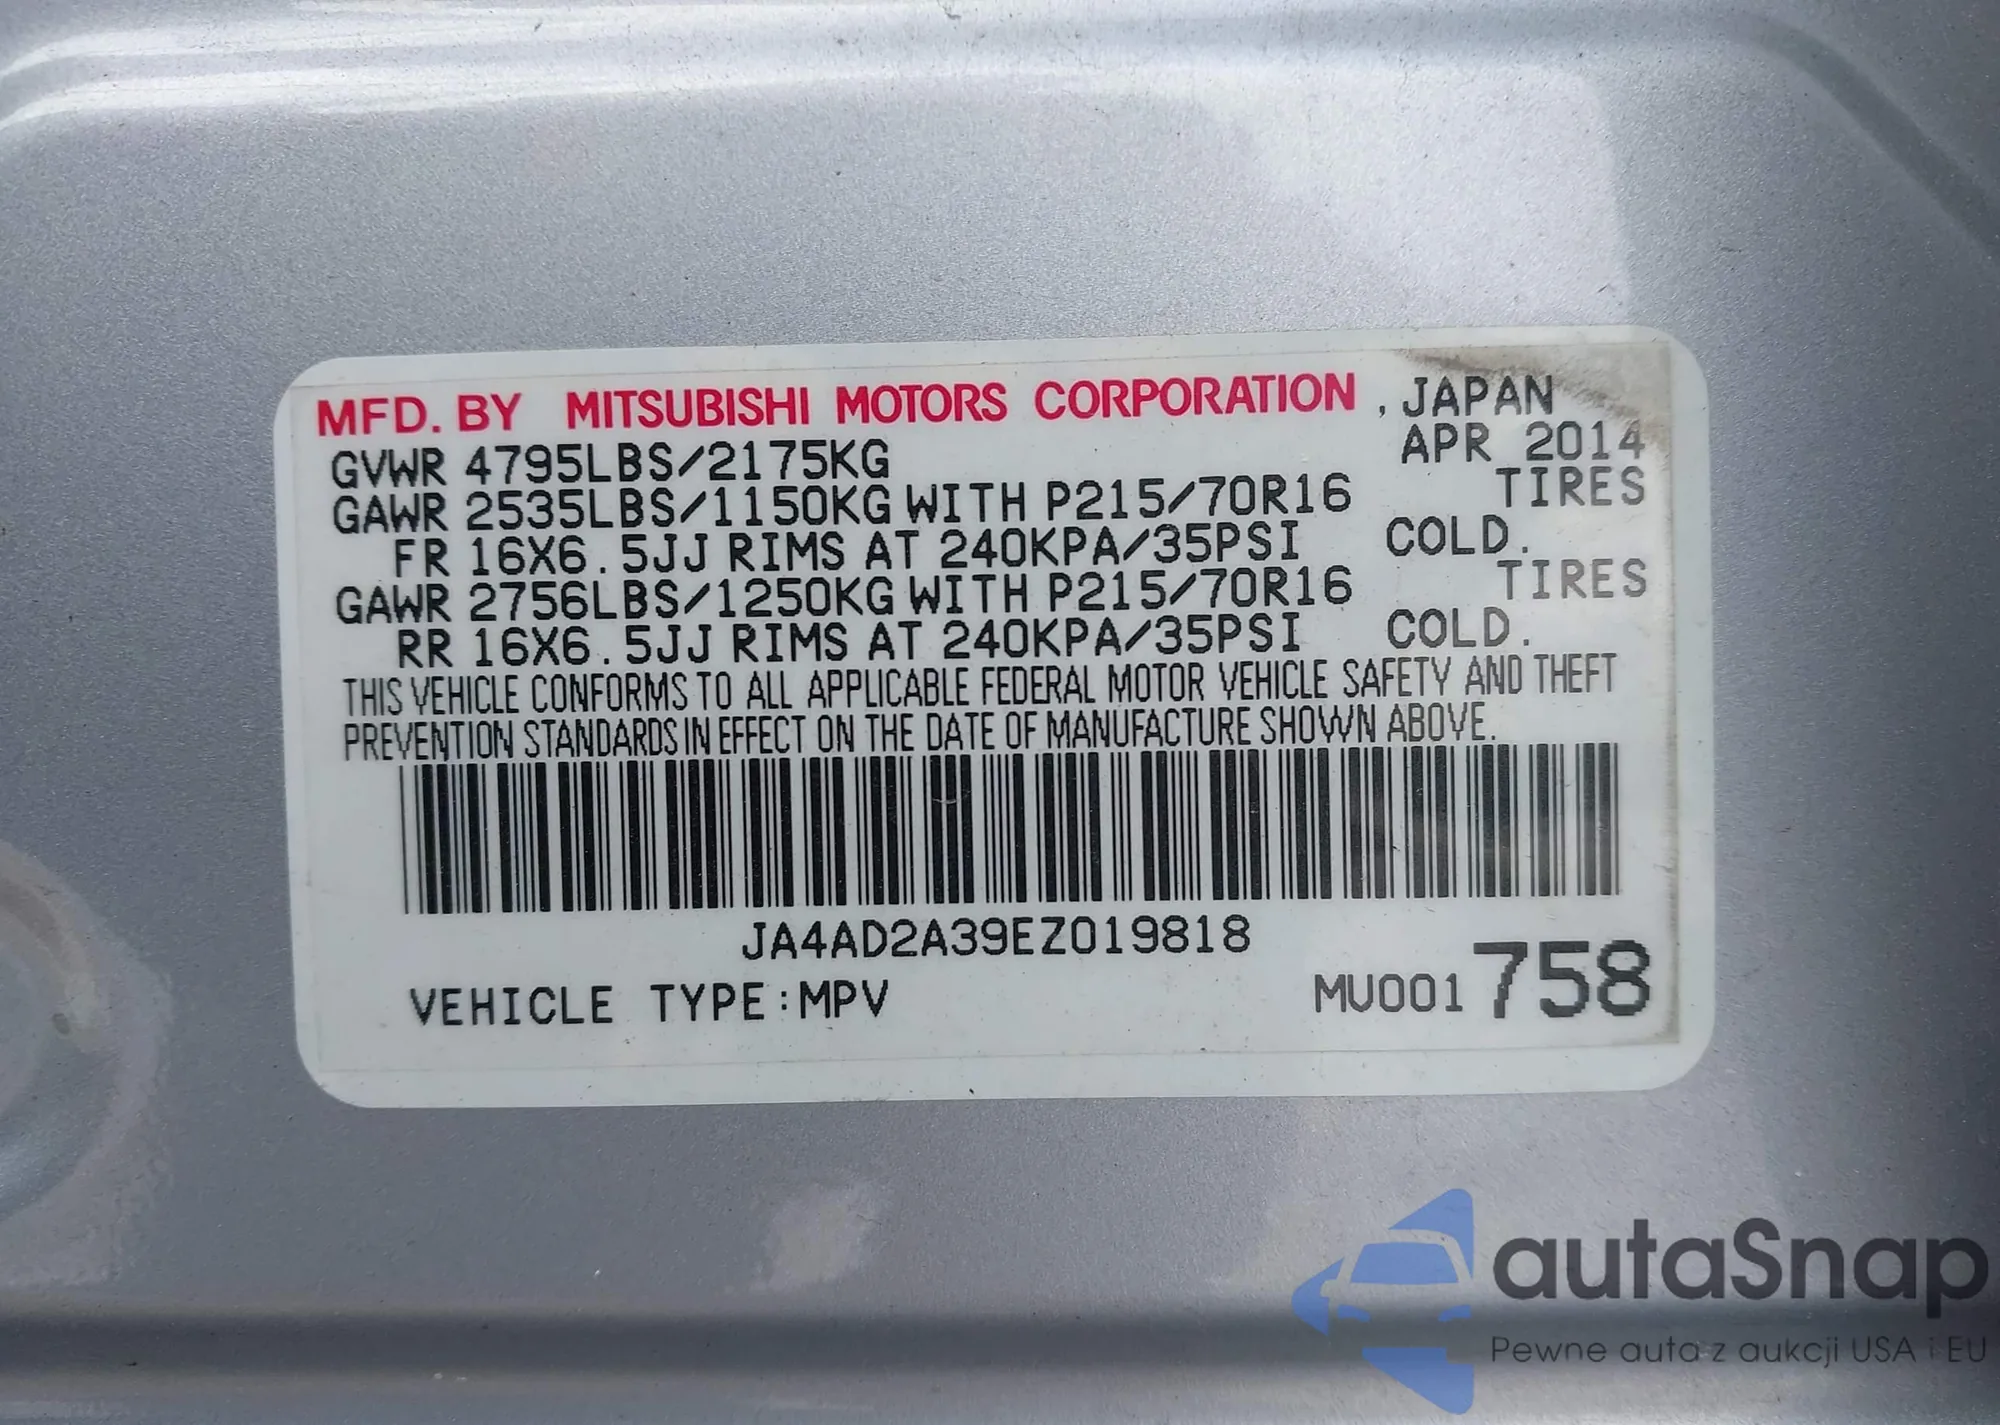 MFD. BY MITSUBISHI MOTORS CORPORATION, JAPAN
GVWR 4795LBS/2175KG APR 2014
GAWR 2535LBS/1150KG WITH P215/70R16 TIRES
FR 16X6.5JJ RIMS AT 240KPA/35PSI COLD.
GAWR 2756LBS/1250KG WITH P215/70R16 TIRES
RR 16X6.5JJ RIMS AT 240KPA/35PSI COLD.
THIS VEHICLE CONFORMS TO ALL APPLICABLE FEDERAL MOTOR VEHICLE SAFETY AND THEFT
PREVENTION STANDARDS IN EFFECT ON THE DATE OF MANUFACTURE SHOWN ABOVE.
JA4AD2A39EZ019818
VEHICLE TYPE:MPV MU001 758
autaSnap
Pewne auta z aukcji USA i EU